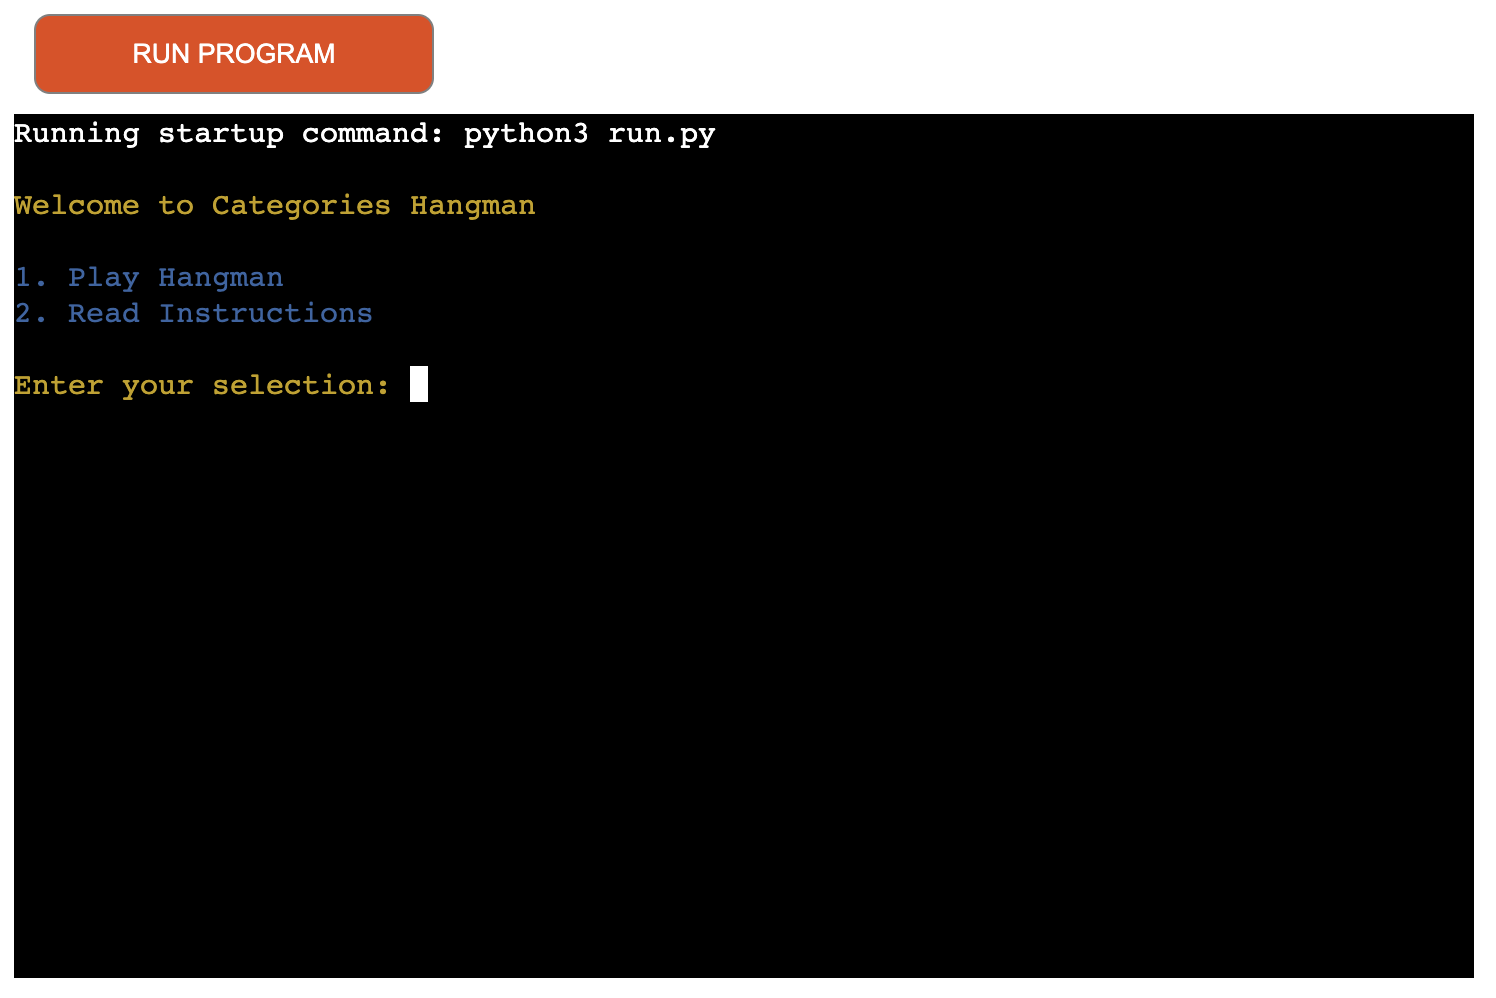 RUN PROGRAM
Running startup command: python3 run.py
Welcome to Categories Hangman
1. Play Hangman
2. Read Instructions
Enter your selection: